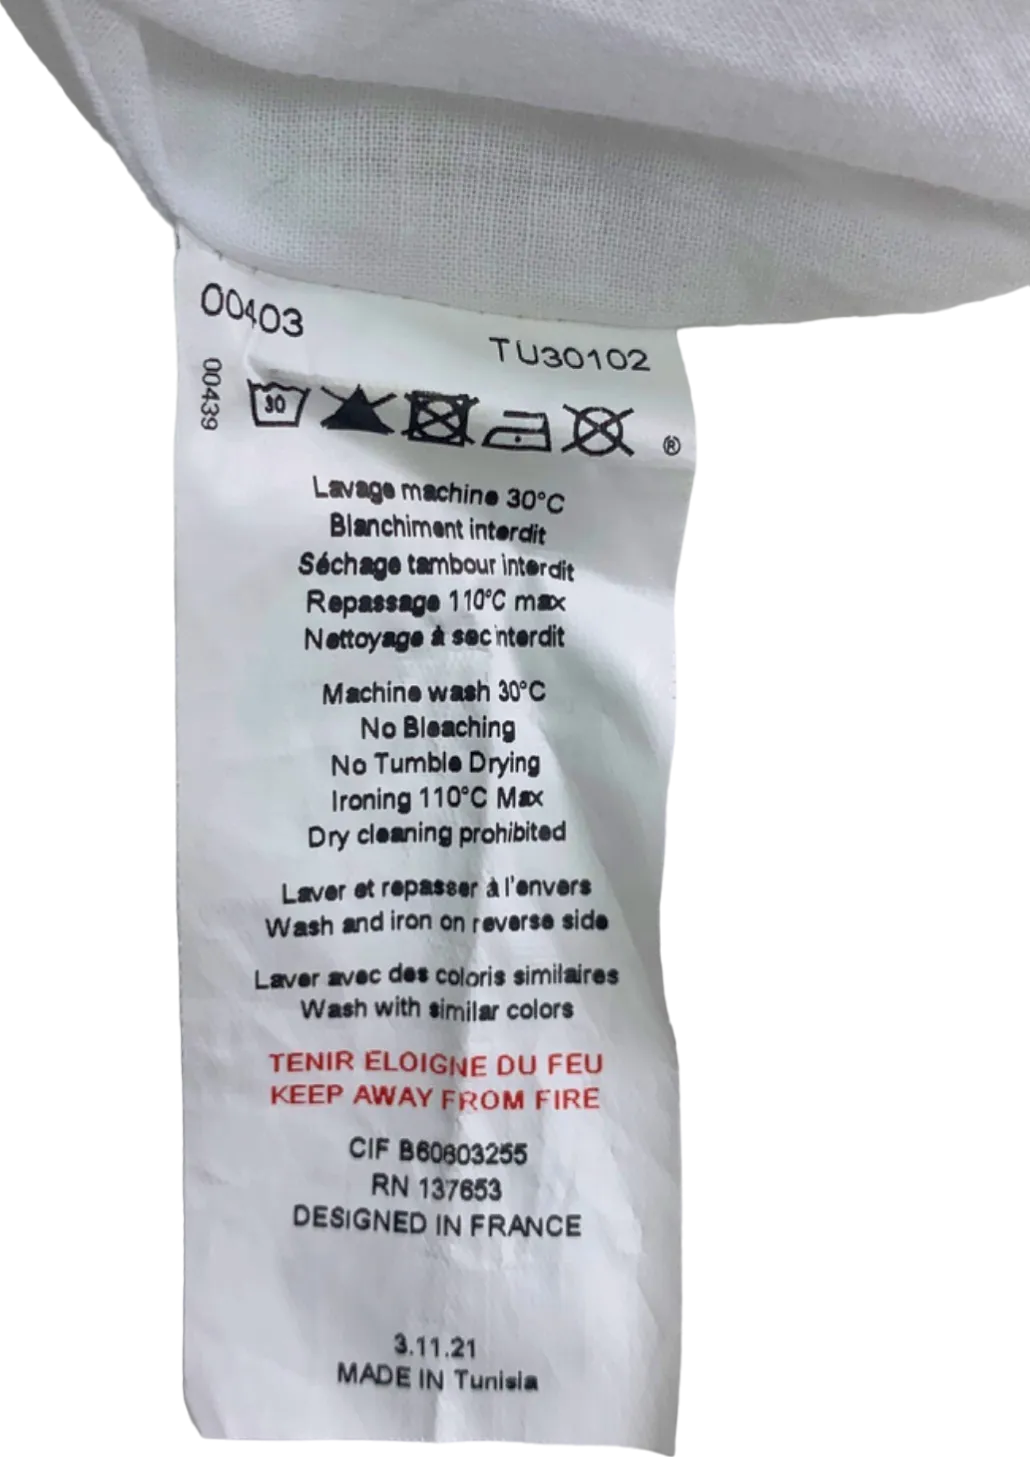 00403
TU30102
00439
30
®
Lavage machine 30°C
Blanchiment interdit
Séchage tambour interdit
Repassage 110°C max
Nettoyage à sec interdit
Machine wash 30°C
No Bleaching
No Tumble Drying
Ironing 110°C Max
Dry cleaning prohibited
Laver et repasser à l'envers
Wash and iron on reverse side
Laver avec des coloris similaires
Wash with similar colors
TENIR ELOIGNE DU FEU
KEEP AWAY FROM FIRE
CIF B60603255
RN 137653
DESIGNED IN FRANCE
3.11.21
MADE IN Tunisia